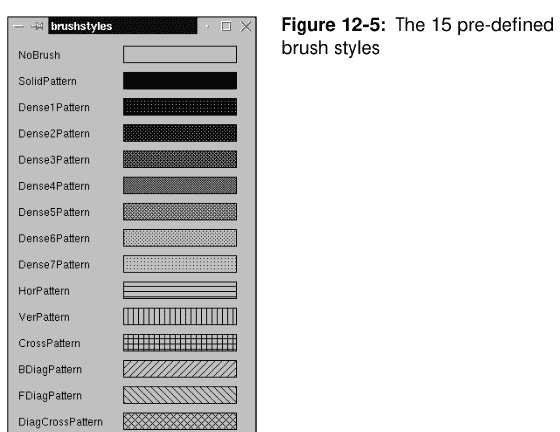 brushstyles
Figure 12-5: The 15 pre-defined
brush styles
NoBrush
SolidPattern
Dense1Pattern
Dense2Pattern
Dense3Pattern
Dense4Pattern
Dense5Pattern
Dense6Pattern
Dense7Pattern
HorPattern
VerPattern
CrossPattern
BDiagPattern
FDiagPattern
DiagCrossPattern